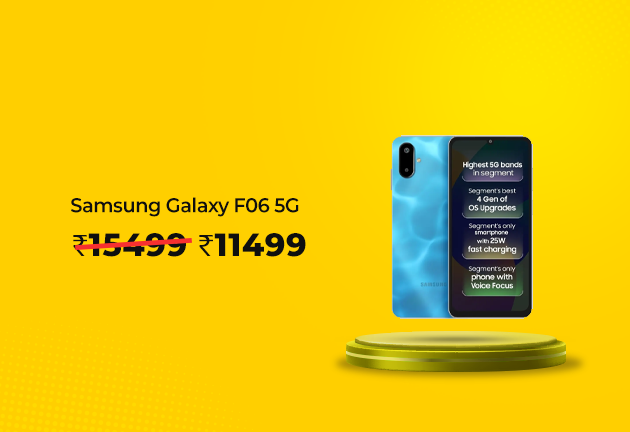 Samsung Galaxy F06 5G
₹15499 ₹11499
Highest 5G bands
in segment
Segment's best
4 Gen of
OS Upgrades
Segment's only
smartphone
with 25W
fast charging
Segment's only
phone with
Voice Focus
SAMSUNG